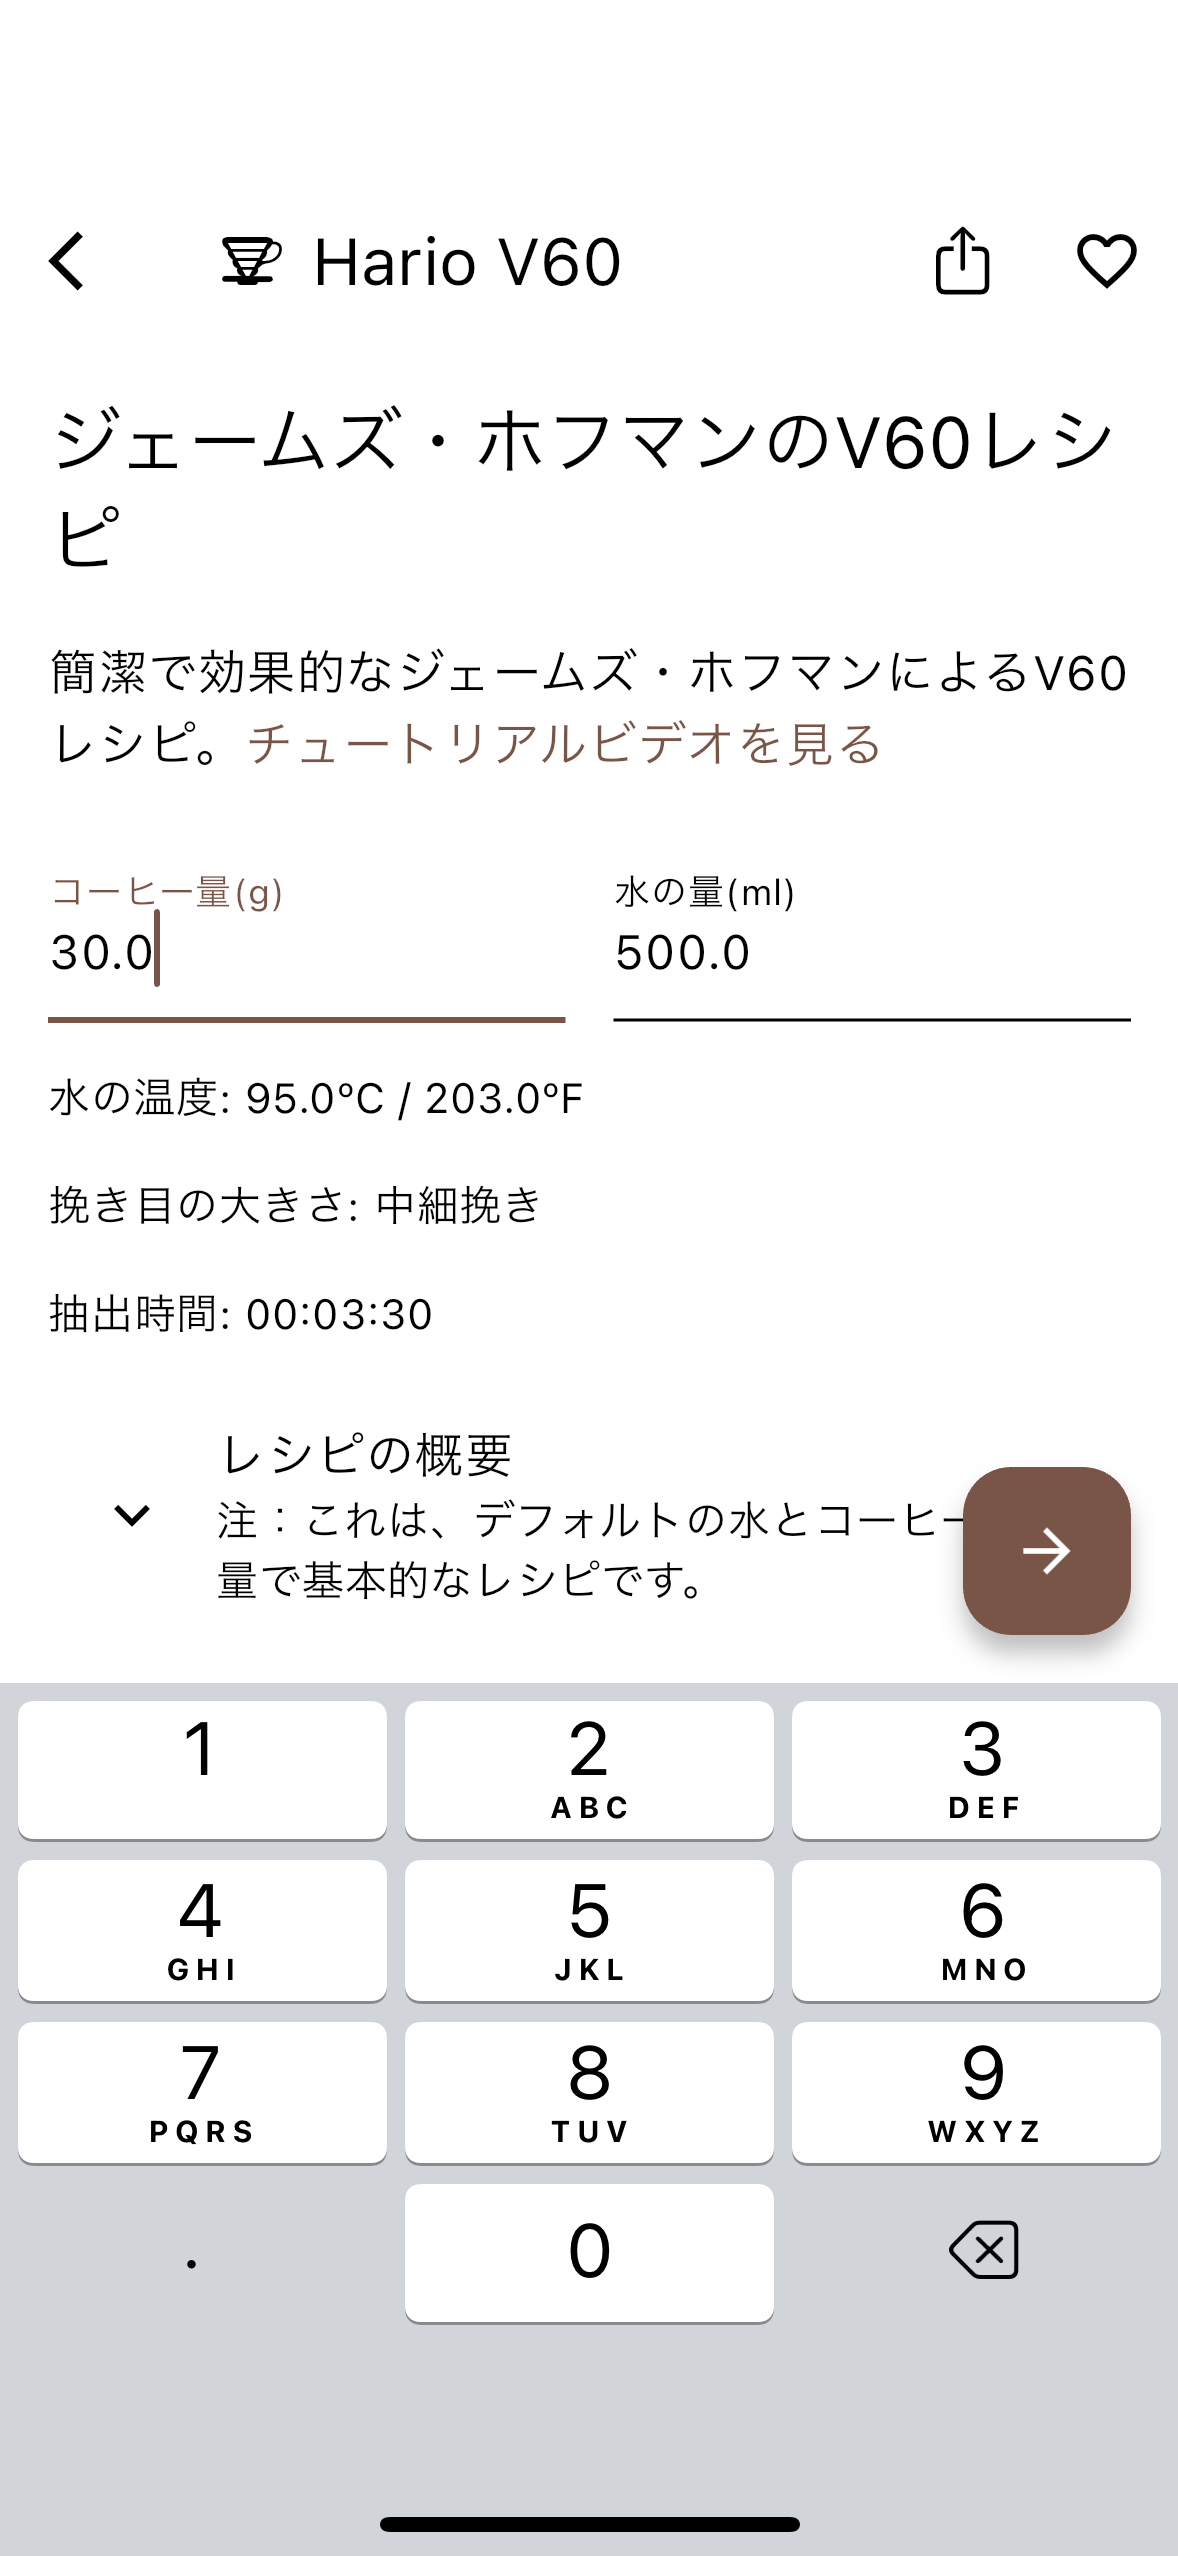 Hario V60
ジェームズ・ホフマンのV60レシ
ピ
簡潔で効果的なジェームズ・ホフマンによるV60
レシピ。チュートリアルビデオを見る
コーヒー量(g)
30.0
水の量(ml)
500.0
水の温度: 95.0ºC / 203.0ºF
挽き目の大きさ: 中細挽き
抽出時間: 00:03:30
レシピの概要
注：これは、デフォルトの水とコーヒー
量で基本的なレシピです。
1
2
ABC
3
DEF
4
GHI
5
JKL
6
MNO
7
PQRS
8
TUV
9
WXYZ
.
0